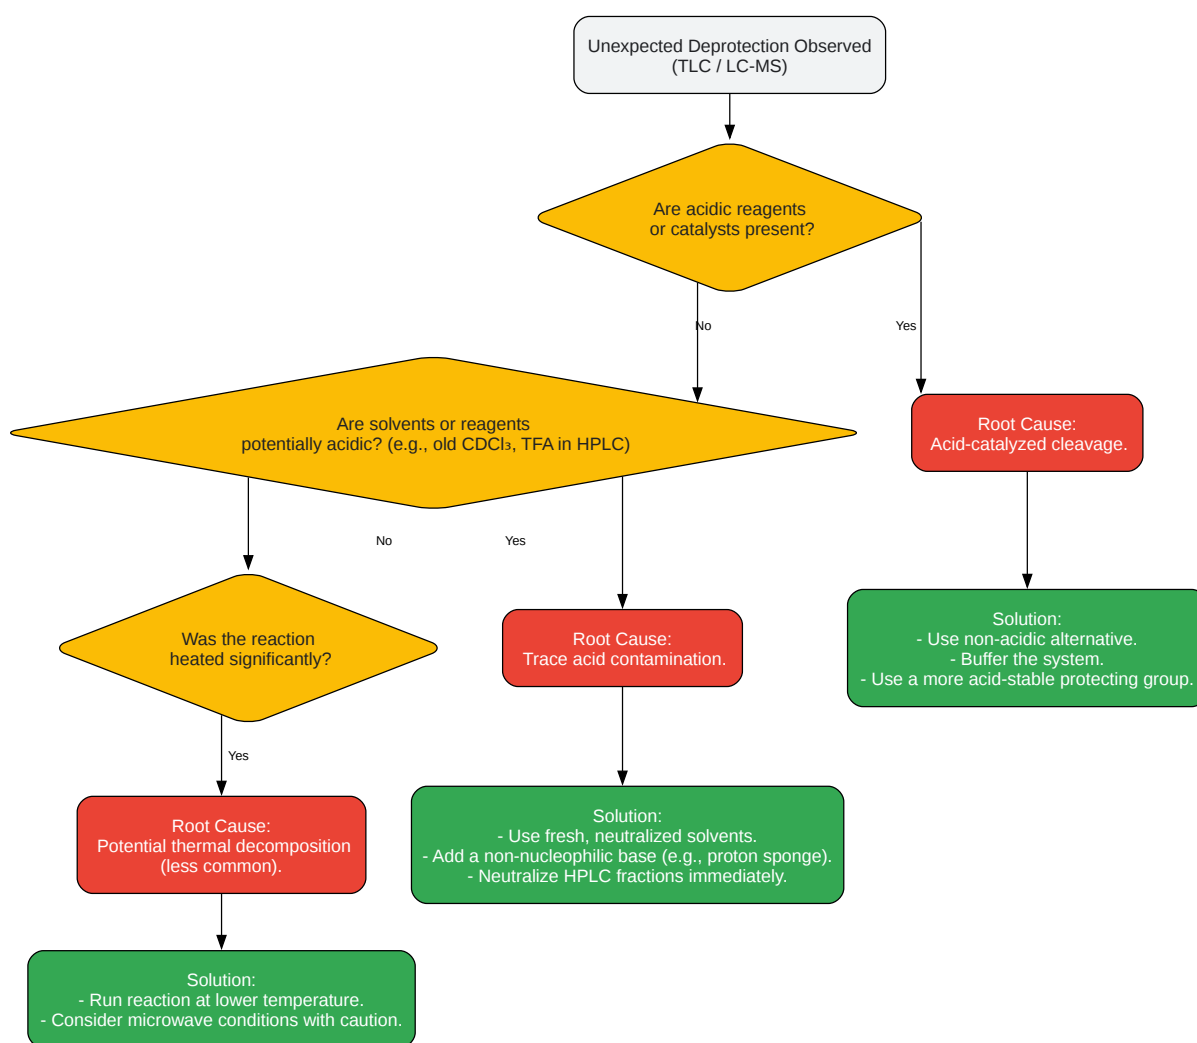 Unexpected Deprotection Observed
(TLC / LC-MS)
Are acidic reagents
or catalysts present?
No
Yes
Are solvents or reagents
potentially acidic? (e.g., old CDCl₃, TFA in HPLC)
Root Cause:
Acid-catalyzed cleavage.
No
Yes
Was the reaction
heated significantly?
Root Cause:
Trace acid contamination.
Solution:
- Use non-acidic alternative.
- Buffer the system.
- Use a more acid-stable protecting group.
Yes
Root Cause:
Potential thermal decomposition
(less common).
Solution:
- Use fresh, neutralized solvents.
- Add a non-nucleophilic base (e.g., proton sponge).
- Neutralize HPLC fractions immediately.
Solution:
- Run reaction at lower temperature.
- Consider microwave conditions with caution.